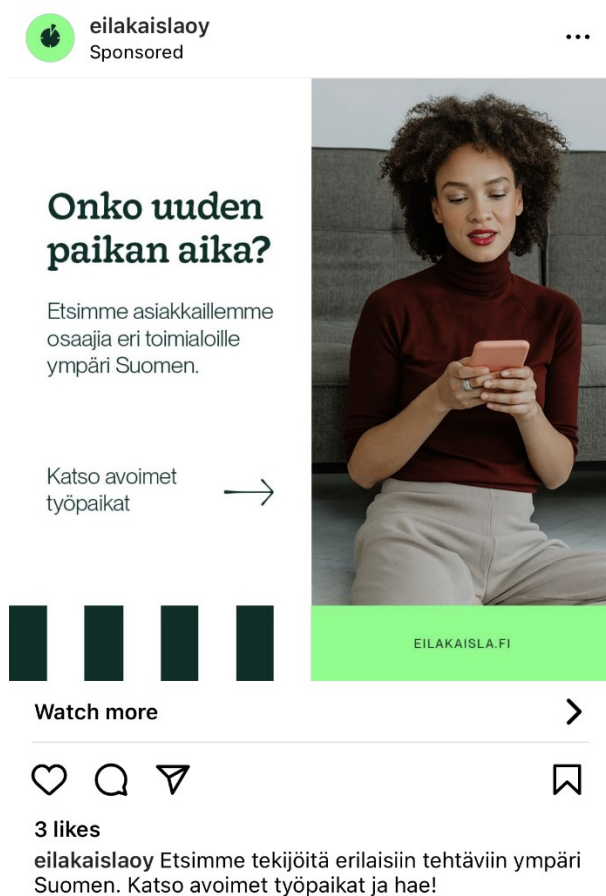 eilakaislaoy
Sponsored
Onko uuden
paikan aika?
Etsimme asiakkaillemme
osaajia eri toimialoille
ympäri Suomen.
Katso avoimet
työpaikat
EILAKAISLA.FI
Watch more
3 likes
eilakaislaoy Etsimme tekijöitä erilaisiin tehtäviin ympäri
Suomen. Katso avoimet työpaikat ja hae!